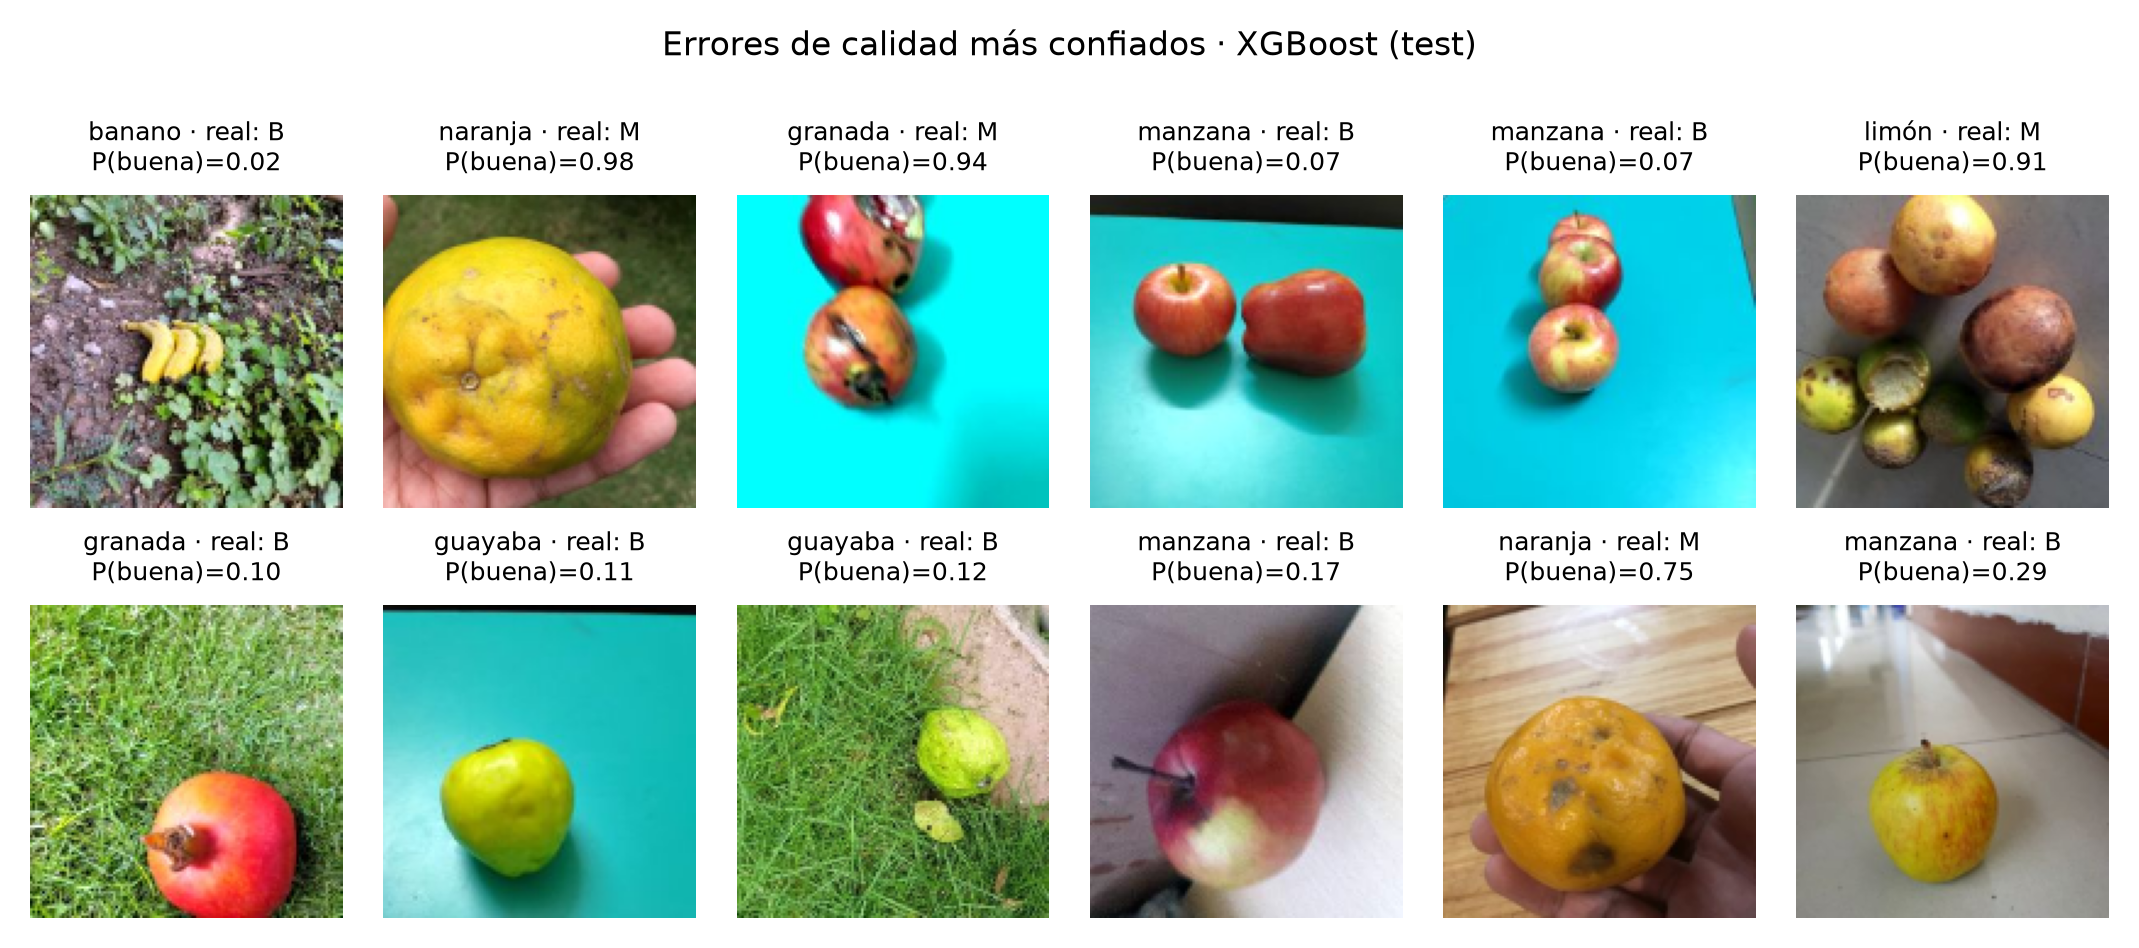 Errores de calidad más confiados · XGBoost (test)
banano · real: B
P(buena)=0.02
naranja · real: M
P(buena)=0.98
granada · real: M
P(buena)=0.94
manzana · real: B
P(buena)=0.07
manzana · real: B
P(buena)=0.07
limón · real: M
P(buena)=0.91
granada · real: B
P(buena)=0.10
guayaba · real: B
P(buena)=0.11
guayaba · real: B
P(buena)=0.12
manzana · real: B
P(buena)=0.17
naranja · real: M
P(buena)=0.75
manzana · real: B
P(buena)=0.29